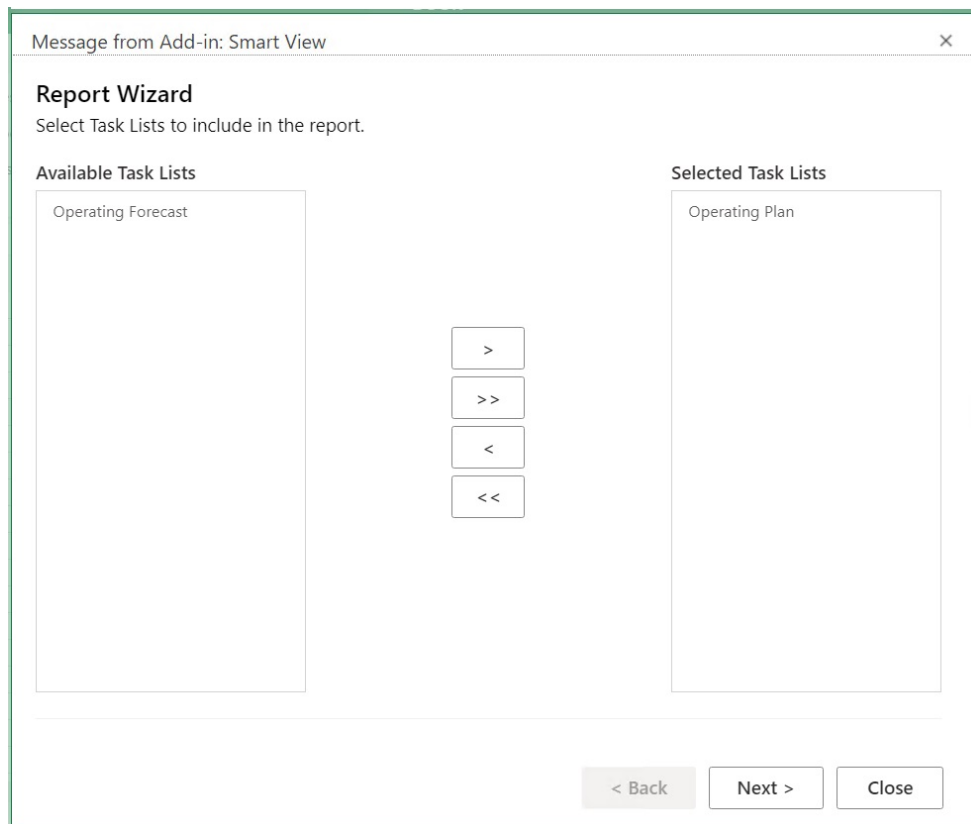 Message from Add-in: Smart View
Report Wizard
Select Task Lists to include in the report.
Available Task Lists
Selected Task Lists
Operating Forecast
Operating Plan
>
>>
<
<<
< Back
Next >
Close